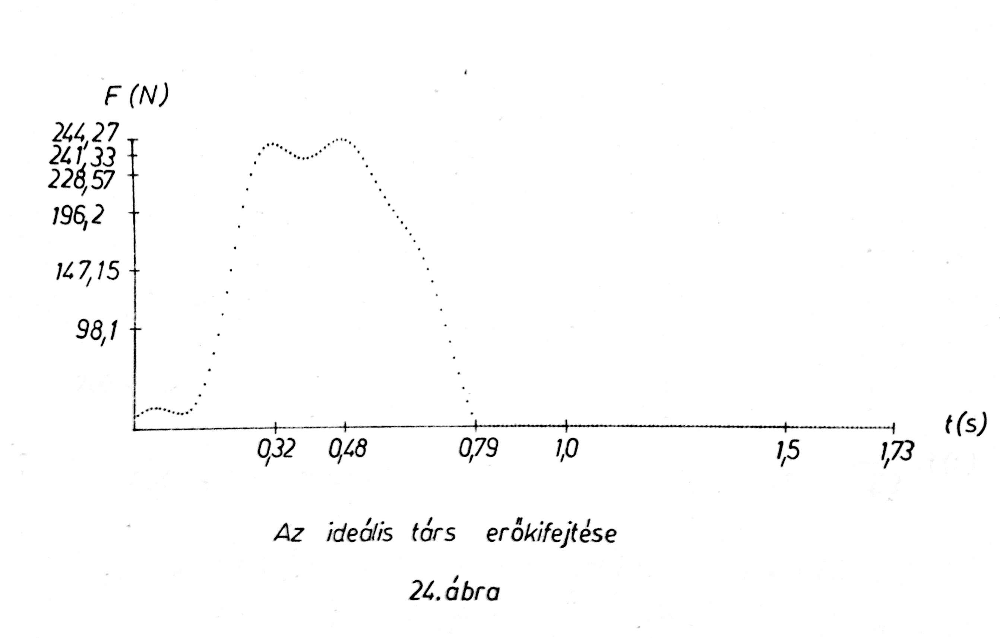 F (N)
244,27
241,33
228,57
196,2
147,15
98,1
t(s)
0,32 0,48 0,79 1,0 1,5 1,73
Az ideális társ erőkifejtése
24. ábra